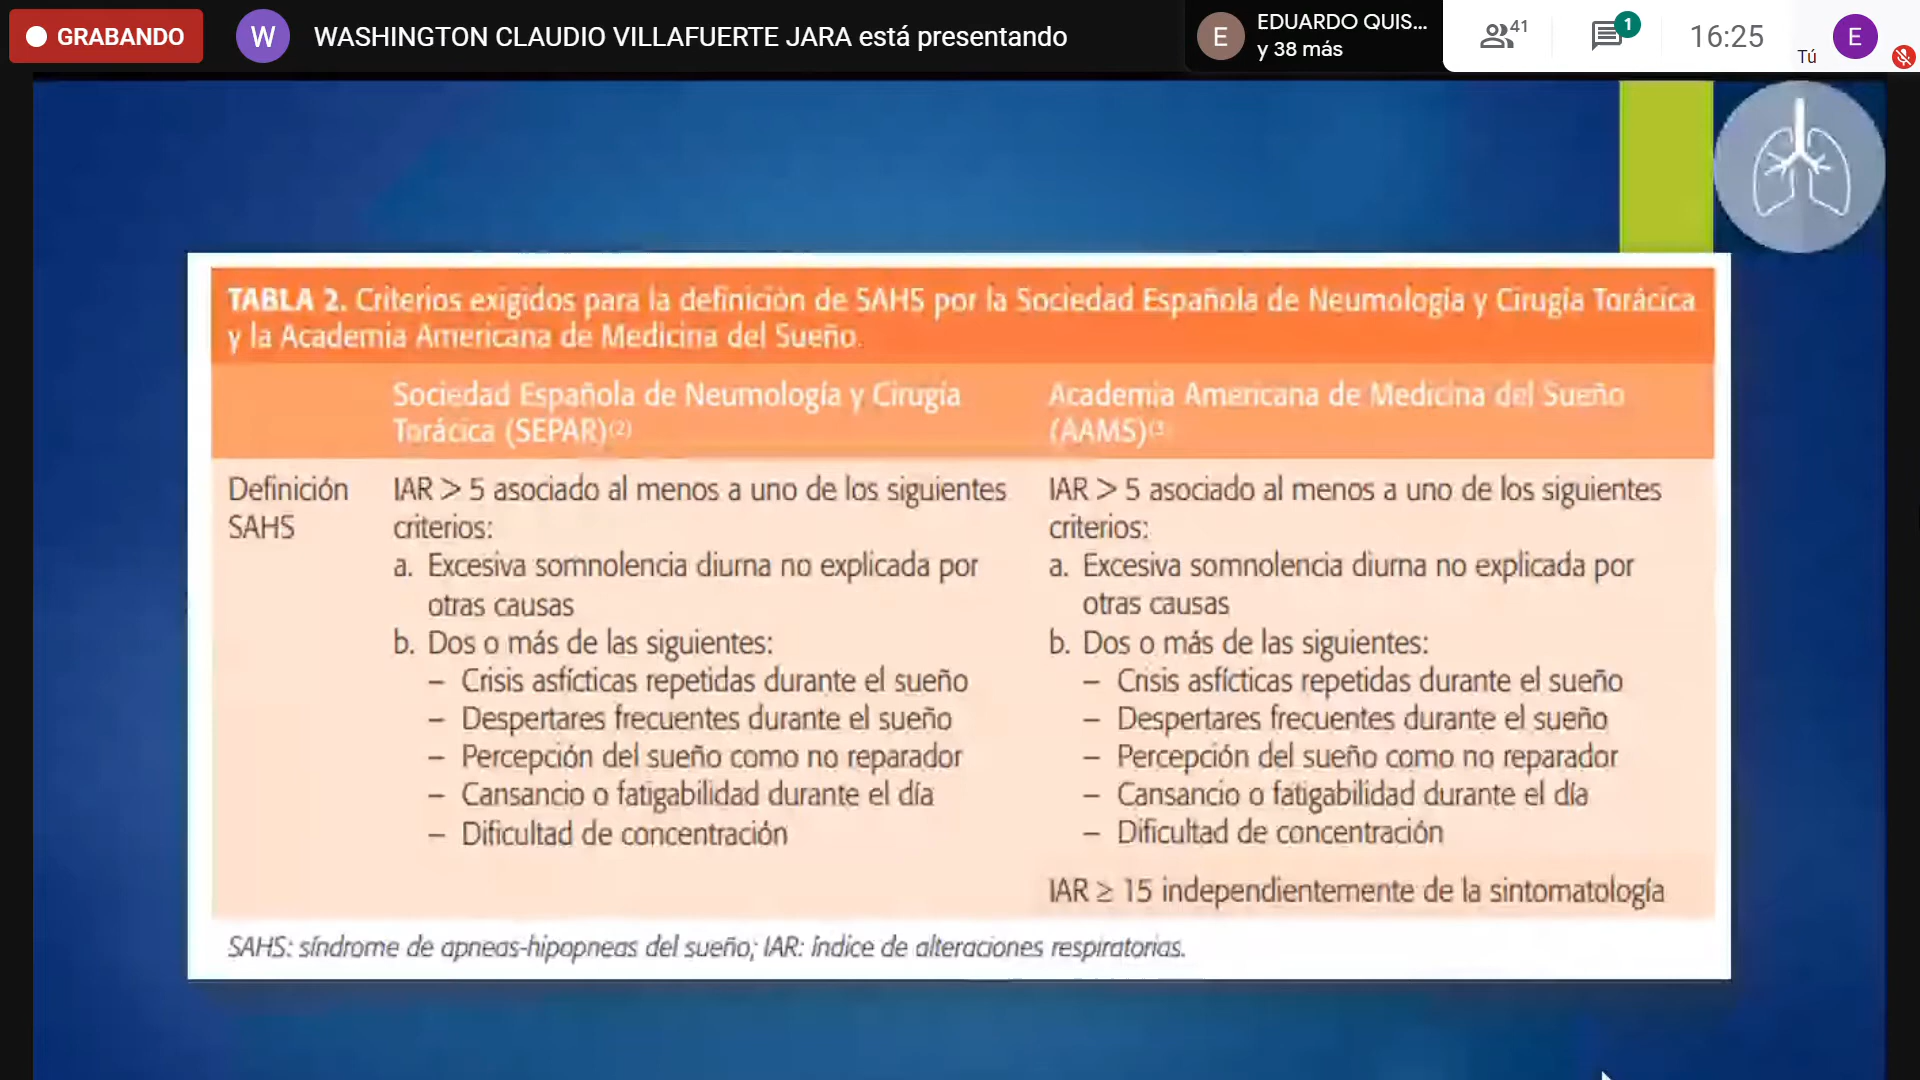 GRABANDO
W
WASHINGTON CLAUDIO VILLAFUERTE JARA está presentando
E
EDUARDO QUIS...
y 38 más
41
1
16:25
Tú
E
TABLA 2. Criterios exigidos para la definición de SAHS por la Sociedad Española de Neumología y Cirugía Torácica
y la Academia Americana de Medicina del Sueño.
Sociedad Española de Neumología y Cirugía
Torácica (SEPAR)(2)
Academia Americana de Medicina del Sueño
(AAMS)(3
Definición
SAHS
IAR > 5 asociado al menos a uno de los siguientes
criterios:
a. Excesiva somnolencia diurna no explicada por
otras causas
b. Dos o más de las siguientes:
– Crisis asfícticas repetidas durante el sueño
– Despertares frecuentes durante el sueño
– Percepción del sueño como no reparador
– Cansancio o fatigabilidad durante el día
– Dificultad de concentración
IAR > 5 asociado al menos a uno de los siguientes
criterios:
a. Excesiva somnolencia diurna no explicada por
otras causas
b. Dos o más de las siguientes:
– Crisis asfícticas repetidas durante el sueño
– Despertares frecuentes durante el sueño
– Percepción del sueño como no reparador
– Cansancio o fatigabilidad durante el día
– Dificultad de concentración
IAR ≥ 15 independientemente de la sintomatología
SAHS: síndrome de apneas-hipopneas del sueño; IAR: índice de alteraciones respiratorias.